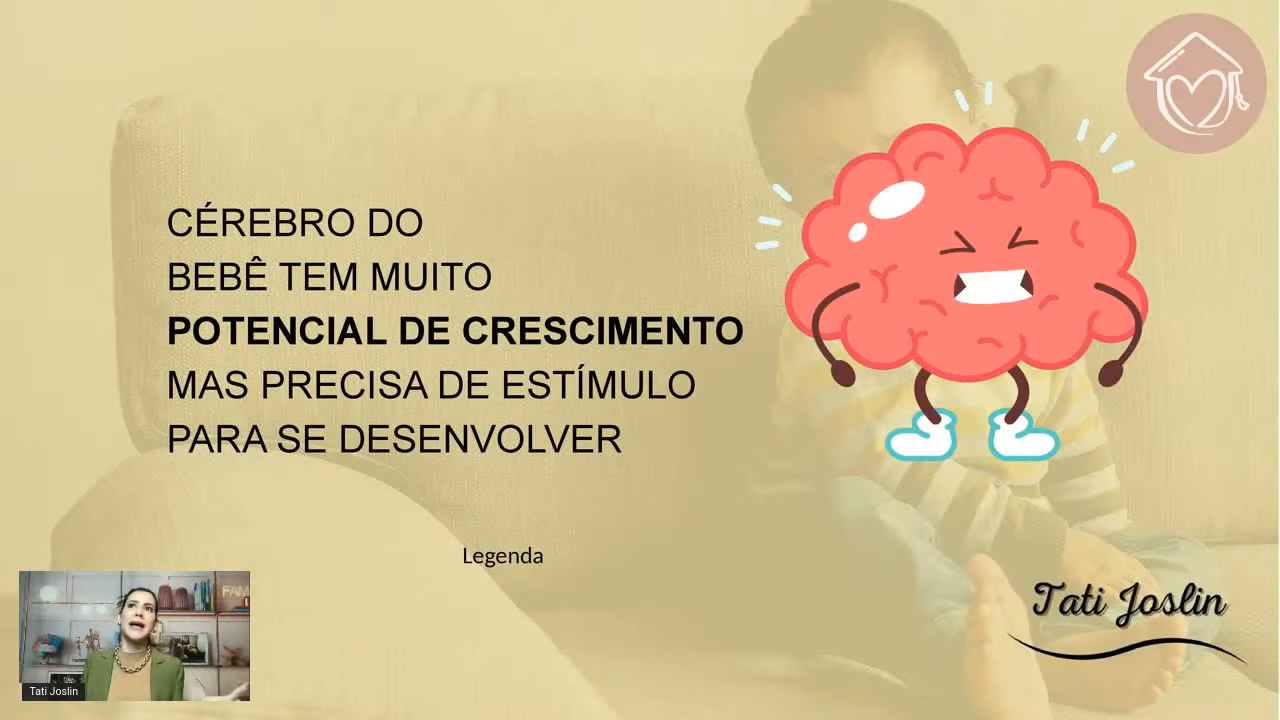 CÉREBRO DO
BEBÊ TEM MUITO
POTENCIAL DE CRESCIMENTO
MAS PRECISA DE ESTÍMULO
PARA SE DESENVOLVER
Legenda
Tati Joslin
FAM
Tati Joslin